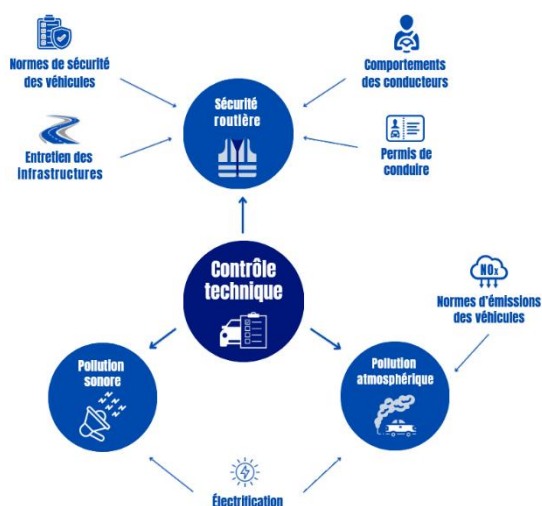 Normes de sécurité
des véhicules
Comportements
des conducteurs
Sécurité
routière
Entretien des
infrastructures
Permis de
conduire
Contrôle
technique
NOx
Normes d'émissions
des véhicules
Pollution
sonore
Pollution
atmosphérique
Électrification